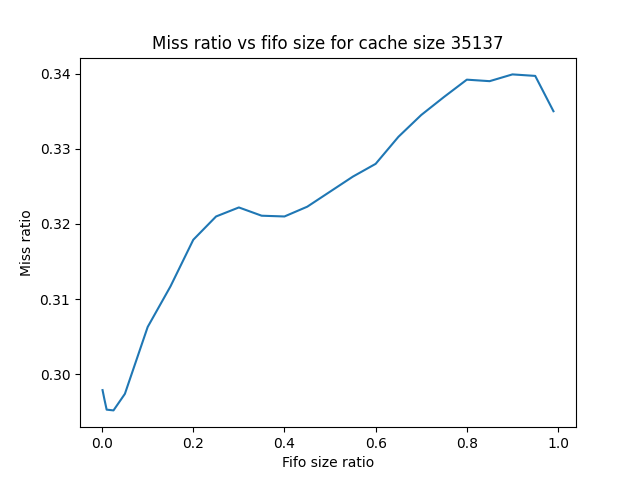 Miss ratio vs fifo size for cache size 35137
0.34
0.33
0.32
0.31
0.30
Miss ratio
0.0 0.2 0.4 0.6 0.8 1.0
Fifo size ratio